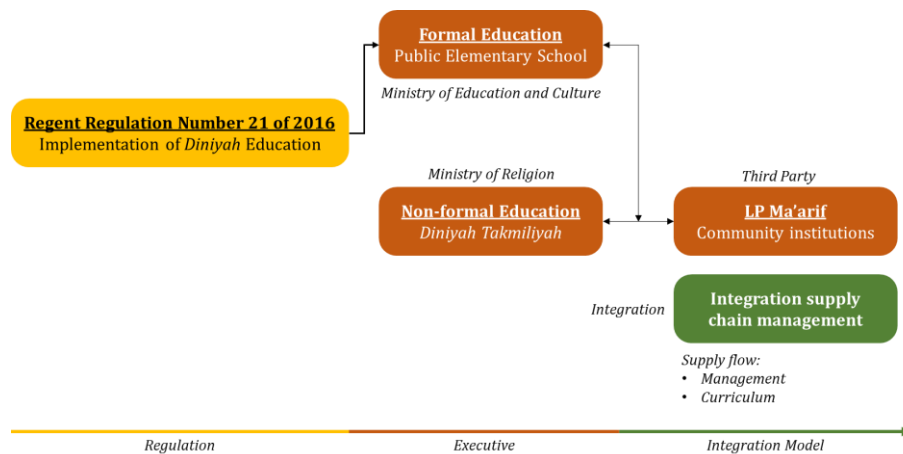 Formal Education
Public Elementary School
Ministry of Education and Culture
Regent Regulation Number 21 of 2016
Implementation of Diniyah Education
Ministry of Religion
Third Party
Non-formal Education
Diniyah Takmiliyah
LP Ma'arif
Community institutions
Integration
Integration supply
chain management
Supply flow:
• Management
• Curriculum
Regulation
Executive
Integration Model